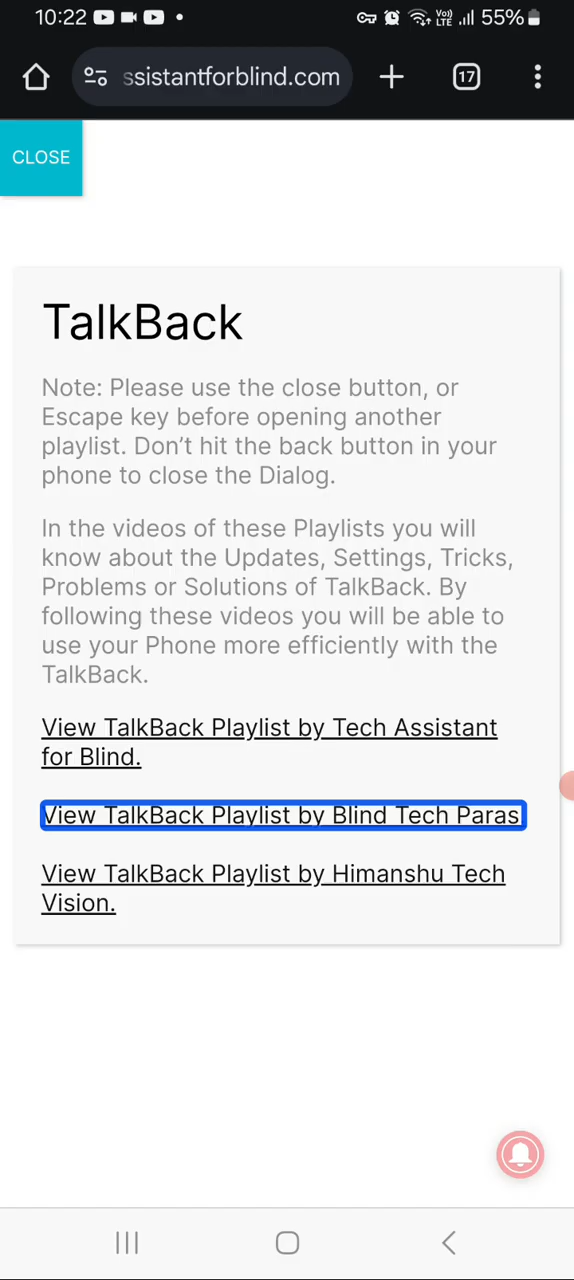 10:22
Vo)) LTE
55%
ssistantforblind.com
17
CLOSE
TalkBack
Note: Please use the close button, or
Escape key before opening another
playlist. Don’t hit the back button in your
phone to close the Dialog.
In the videos of these Playlists you will
know about the Updates, Settings, Tricks,
Problems or Solutions of TalkBack. By
following these videos you will be able to
use your Phone more efficiently with the
TalkBack.
View TalkBack Playlist by Tech Assistant
for Blind.
View TalkBack Playlist by Blind Tech Paras.
View TalkBack Playlist by Himanshu Tech
Vision.